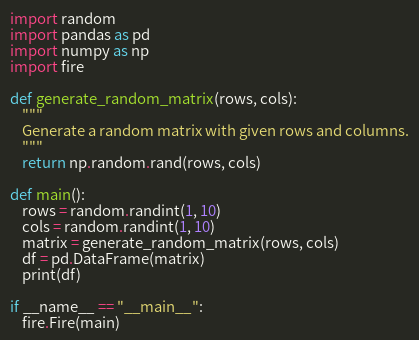 import random
import pandas as pd
import numpy as np
import fire

def generate_random_matrix(rows, cols):
    """
    Generate a random matrix with given rows and columns.
    """
    return np.random.rand(rows, cols)

def main():
    rows = random.randint(1, 10)
    cols = random.randint(1, 10)
    matrix = generate_random_matrix(rows, cols)
    df = pd.DataFrame(matrix)
    print(df)

if __name__ == "__main__":
    fire.Fire(main)